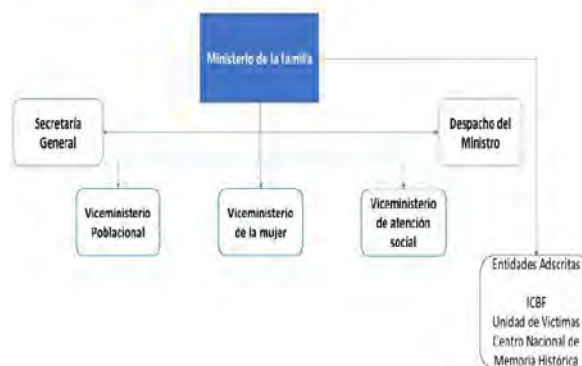 Ministerio de la familia
Secretaría
General
Despacho del
Ministro
Viceministerio
Poblacional
Viceministerio
de la mujer
Viceministerio
de atención
social
Entidades Adscritas
ICBF
Unidad de Víctimas
Centro Nacional de
Memoria Histórica